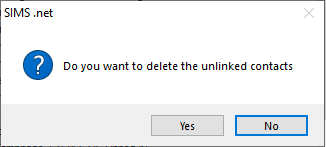 SIMS .net
Do you want to delete the unlinked contacts
Yes
No